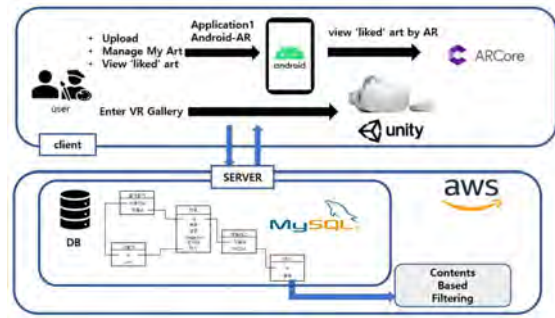 · Upload
· Manage My Art
· View 'liked' art
Application1
Android-AR
android
view 'liked' art by AR
ARCore
user
Enter VR Gallery
unity
client
SERVER
DB
MySQL
aws
Contents
Based
Filtering